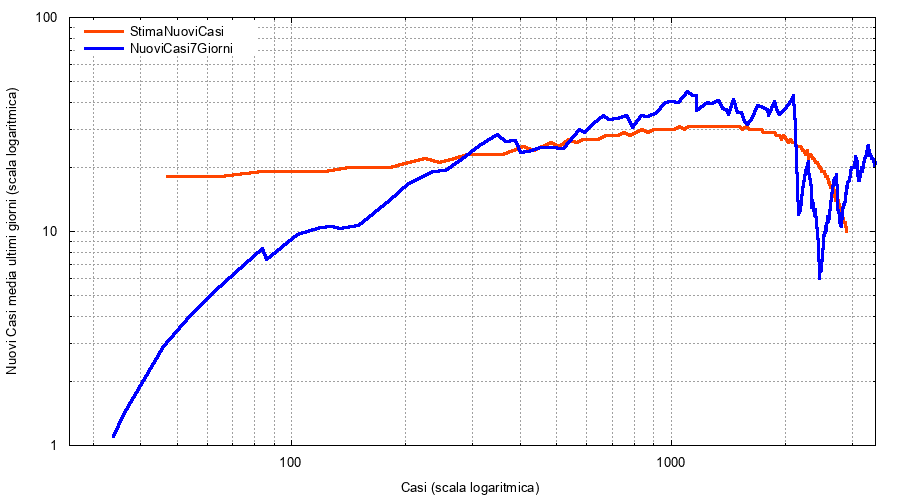 100
StimaNuoviCasi
NuoviCasi7Giorni
Nuovi Casi media ultimi giorni (scala logaritmica)
10
1
100
1000
Casi (scala logaritmica)